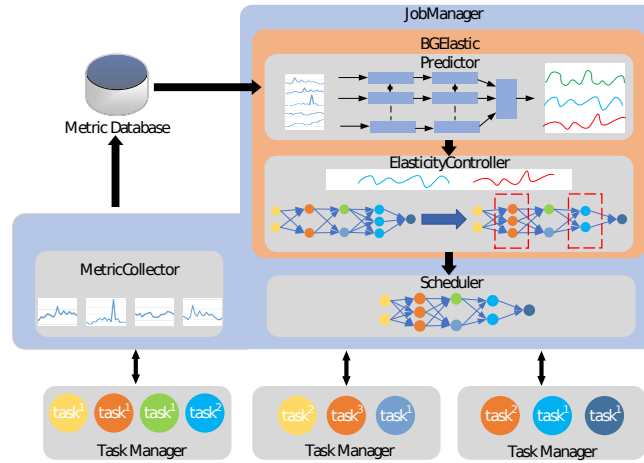 JobManager
BGElastic
Predictor
Metric Database
ElasticityController
MetricCollector
Scheduler
task¹ task¹ task¹ task²
Task Manager
task² task³ task¹
Task Manager
task² task¹ task¹
Task Manager